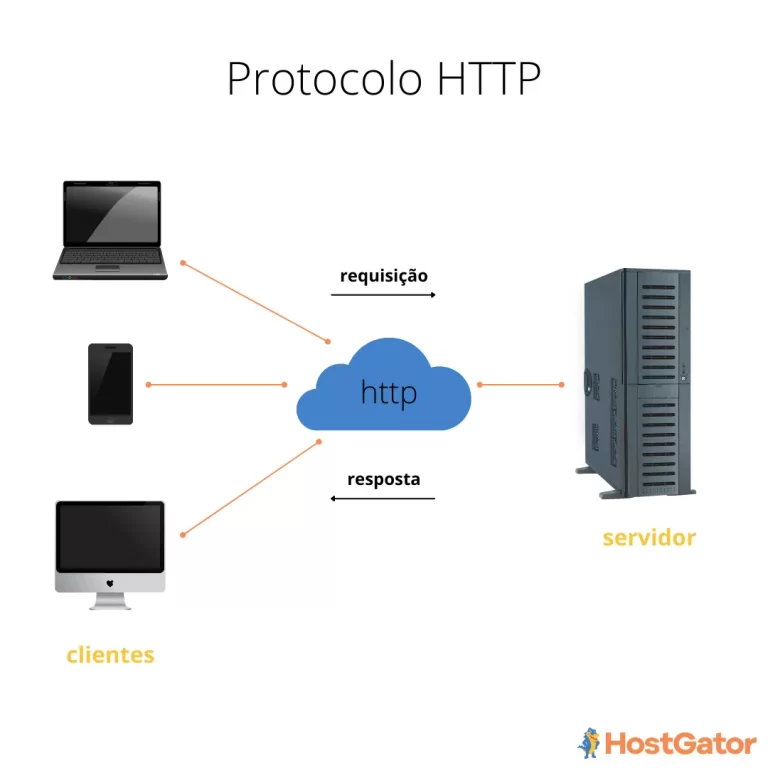 Protocolo HTTP
requisição
http
resposta
servidor
clientes
HostGator